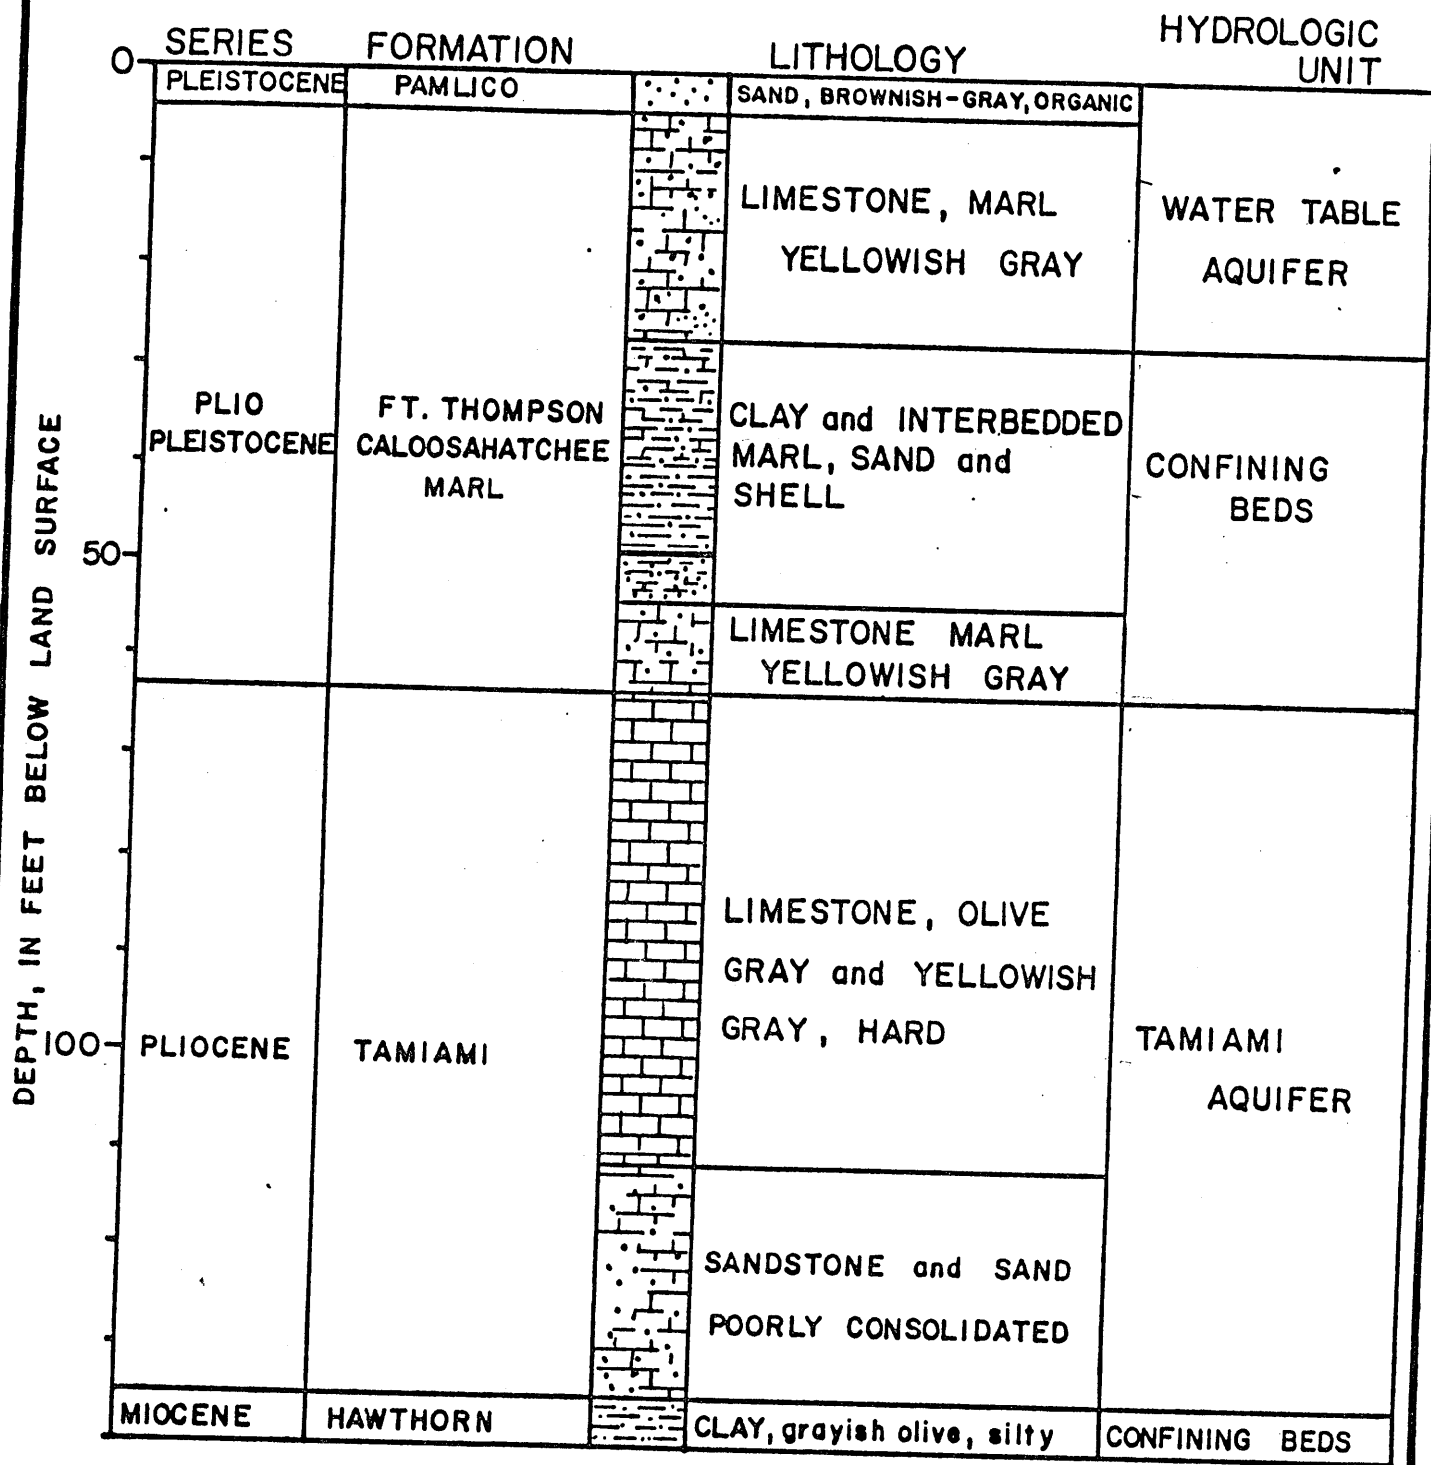 SERIES
FORMATION
LITHOLOGY
HYDROLOGIC
UNIT
DEPTH, IN FEET BELOW LAND SURFACE
0
50
100
PLEISTOCENE
PAMLICO
SAND, BROWNISH-GRAY, ORGANIC
LIMESTONE, MARL
YELLOWISH GRAY
WATER TABLE
AQUIFER
PLIO
PLEISTOCENE
FT. THOMPSON
CALOOSAHATCHEE
MARL
CLAY and INTERBEDDED
MARL, SAND and
SHELL
CONFINING
BEDS
LIMESTONE MARL
YELLOWISH GRAY
PLIOCENE
TAMIAMI
LIMESTONE, OLIVE
GRAY and YELLOWISH
GRAY, HARD
TAMIAMI
AQUIFER
SANDSTONE and SAND
POORLY CONSOLIDATED
MIOCENE
HAWTHORN
CLAY, grayish olive, silty
CONFINING BEDS